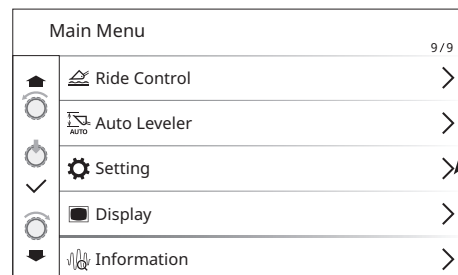 Main Menu
9/9
Ride Control
AUTO
Auto Leveler
Setting
Display
Information